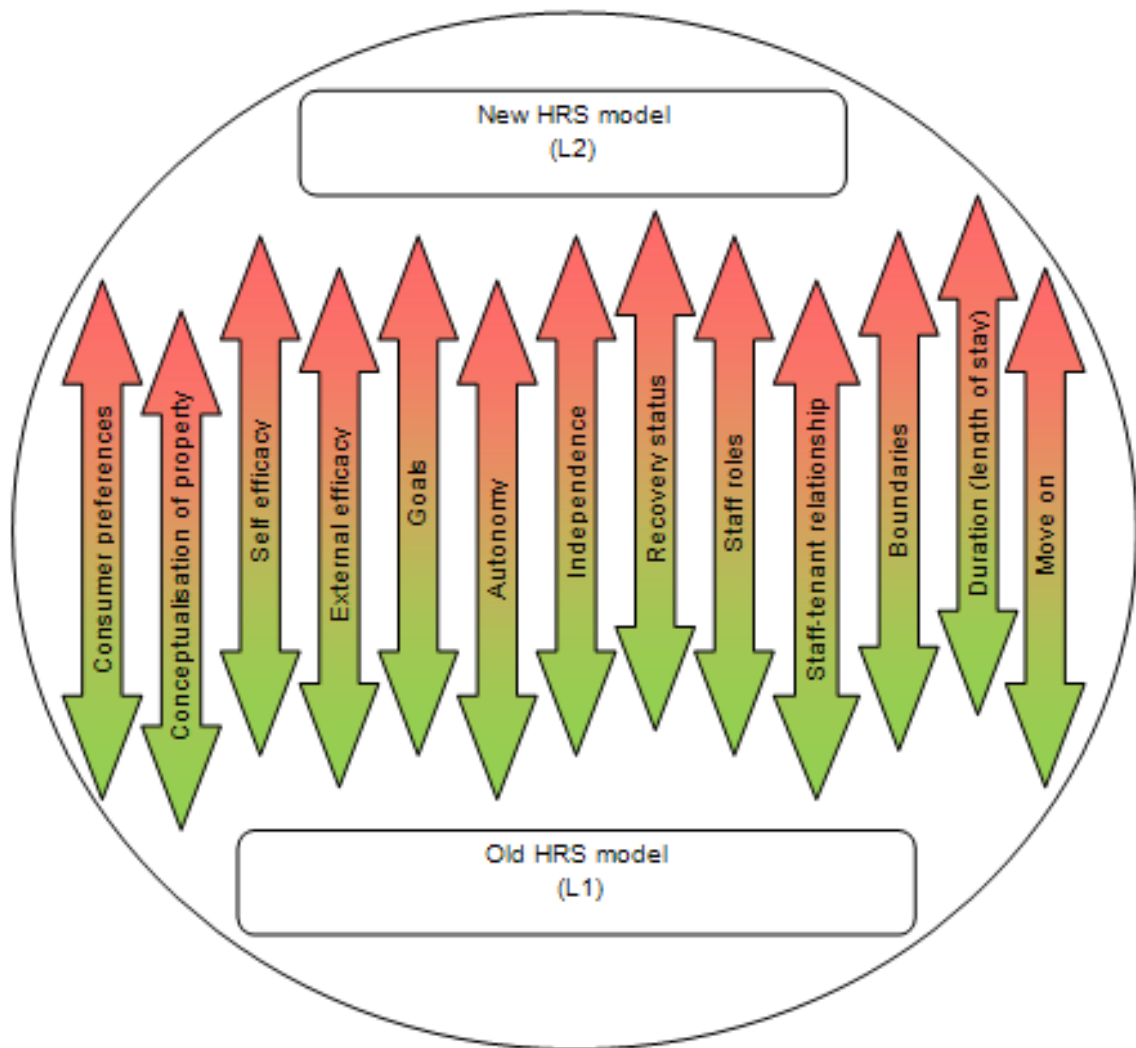 New HRS model
(L2)
Consumer preferences
Conceptualisation of property
Self efficacy
External efficacy
Goals
Autonomy
Independence
Recovery status
Staff roles
Staff-tenant relationship
Boundaries
Duration (length of stay)
Move on
Old HRS model
(L1)